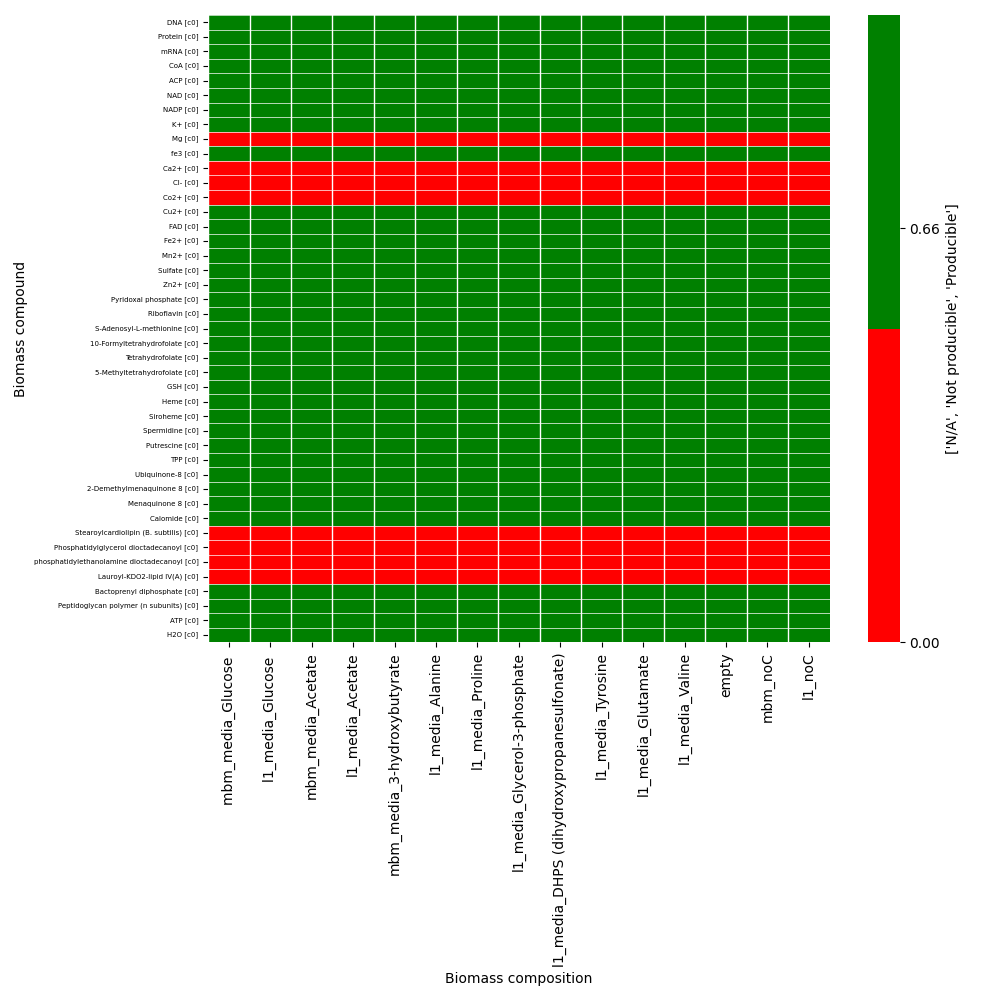 Biomass compound
DNA [c0]
Protein [c0]
mRNA [c0]
CoA [c0]
ACP [c0]
NAD [c0]
NADP [c0]
K+ [c0]
Mg [c0]
fe3 [c0]
Ca2+ [c0]
Cl- [c0]
Co2+ [c0]
Cu2+ [c0]
FAD [c0]
Fe2+ [c0]
Mn2+ [c0]
Sulfate [c0]
Zn2+ [c0]
Pyridoxal phosphate [c0]
Riboflavin [c0]
S-Adenosyl-L-methionine [c0]
10-Formyltetrahydrofolate [c0]
Tetrahydrofolate [c0]
5-Methyltetrahydrofolate [c0]
GSH [c0]
Heme [c0]
Siroheme [c0]
Spermidine [c0]
Putrescine [c0]
TPP [c0]
Ubiquinone-8 [c0]
2-Demethylmenaquinone 8 [c0]
Menaquinone 8 [c0]
Calomide [c0]
Stearoylcardiolipin (B. subtilis) [c0]
Phosphatidylglycerol dioctadecanoyl [c0]
phosphatidylethanolamine dioctadecanoyl [c0]
Lauroyl-KDO2-lipid IV(A) [c0]
Bactoprenyl diphosphate [c0]
Peptidoglycan polymer (n subunits) [c0]
ATP [c0]
H2O [c0]
mbm_media_Glucose
l1_media_Glucose
mbm_media_Acetate
l1_media_Acetate
mbm_media_3-hydroxybutyrate
l1_media_Alanine
l1_media_Proline
l1_media_Glycerol-3-phosphate
l1_media_DHPS (dihydroxypropanesulfonate)
l1_media_Tyrosine
l1_media_Glutamate
l1_media_Valine
empty
mbm_noC
l1_noC
Biomass composition
0.66
0.00
['N/A', 'Not producible', 'Producible']